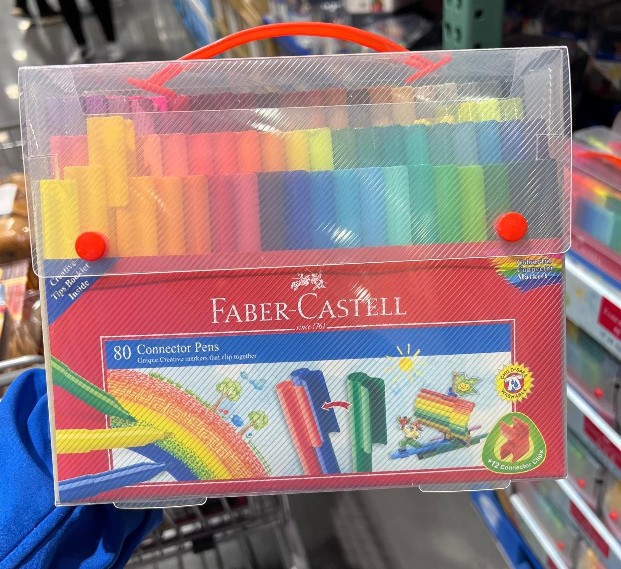 Creative
Tips Booklet
Inside
Colourful
Connector
Markers
FABER-CASTELL
since 1761
80 Connector Pens
Unique Creative markers that clip together
+12 Connector Clips